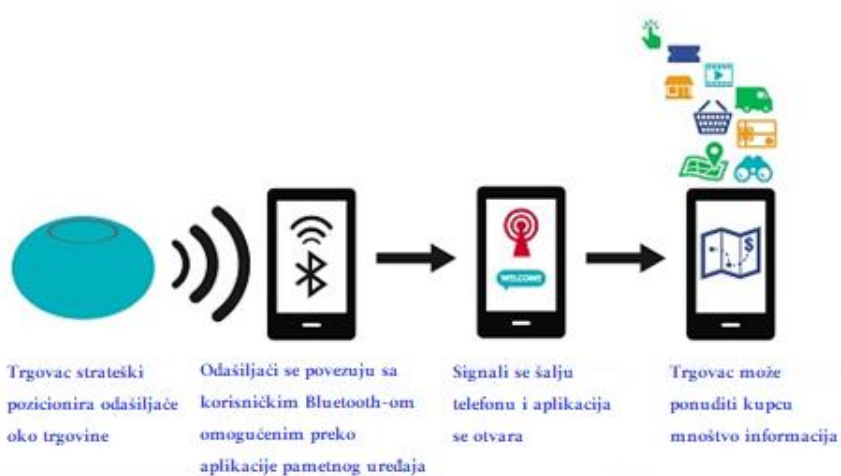 $
WELCOME
Trgovac strateški
pozicionira odašiljače
oko trgovine
Odašiljači se povezuju sa
korisničkim Bluetooth-om
omogućenim preko
aplikacije pametnog uređaja
Signali se šalju
telefonu i aplikacija
se otvara
Trgovac može
ponuditi kupcu
mnoštvo informacija